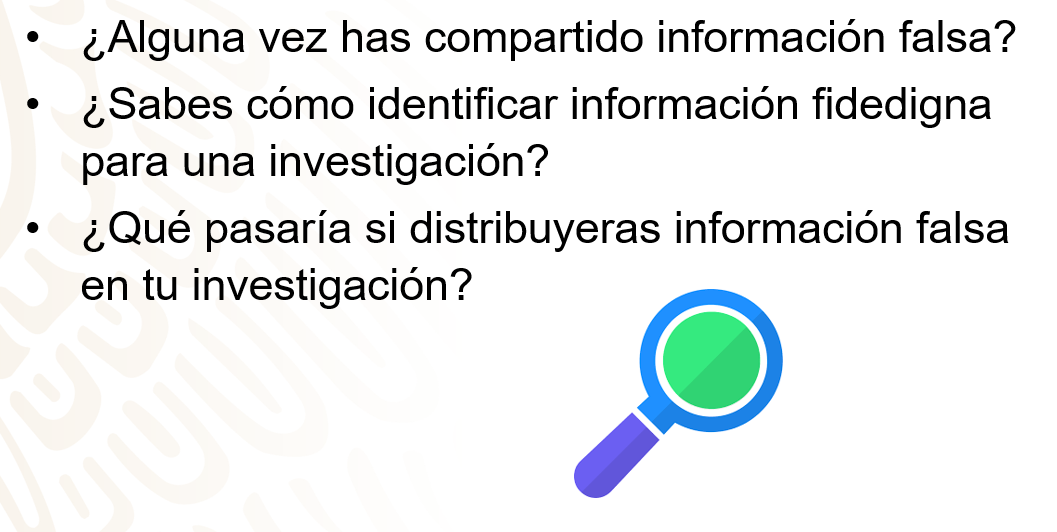 • ¿Alguna vez has compartido información falsa?
• ¿Sabes cómo identificar información fidedigna
para una investigación?
• ¿Qué pasaría si distribuyeras información falsa
en tu investigación?